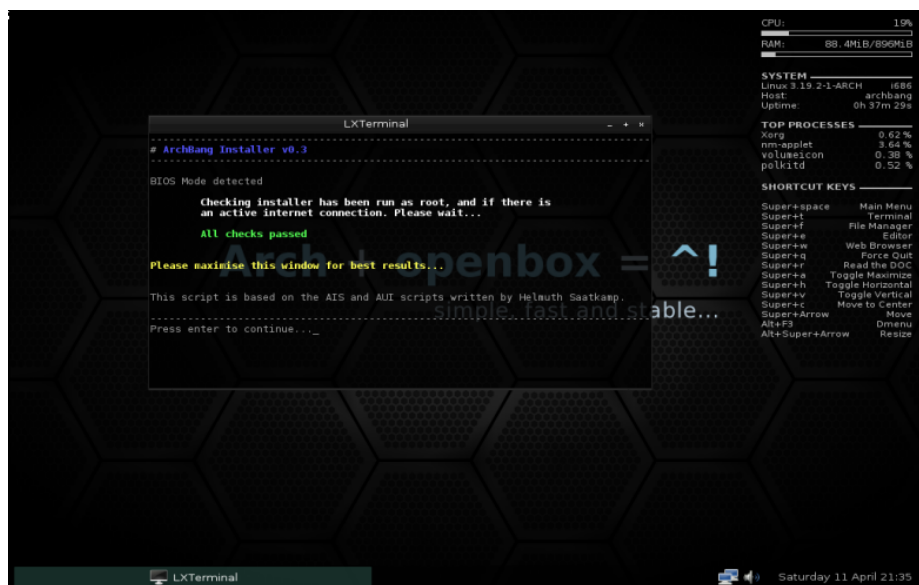 LXTerminal
# ArchBang Installer v0.3
BIOS Mode detected
Checking installer has been run as root, and if there is
an active internet connection. Please wait...
All checks passed
Please maximise this window for best results...
This script is based on the AIS and AUI scripts written by Helmuth Saatkamp.
Press enter to continue..._
Arch + openbox = ^!
simple, fast and stable...
CPU: 19%
RAM: 88.4MiB/896MiB
SYSTEM
Linux 3.19.2-1-ARCH i686
Host: archbang
Uptime: 0h 37m 29s
TOP PROCESSES
Xorg 0.62 %
nm-applet 3.64 %
volumeicon 0.38 %
polkitd 0.52 %
SHORTCUT KEYS
Super+space Main Menu
Super+t Terminal
Super+f File Manager
Super+e Editor
Super+w Web Browser
Super+q Force Quit
Super+r Read the DOC
Super+a Toggle Maximize
Super+h Toggle Horizontal
Super+v Toggle Vertical
Super+c Move to Center
Super+Arrow Move
Alt+F3 Dmenu
Alt+Super+Arrow Resize
LXTerminal
Saturday 11 April 21:35